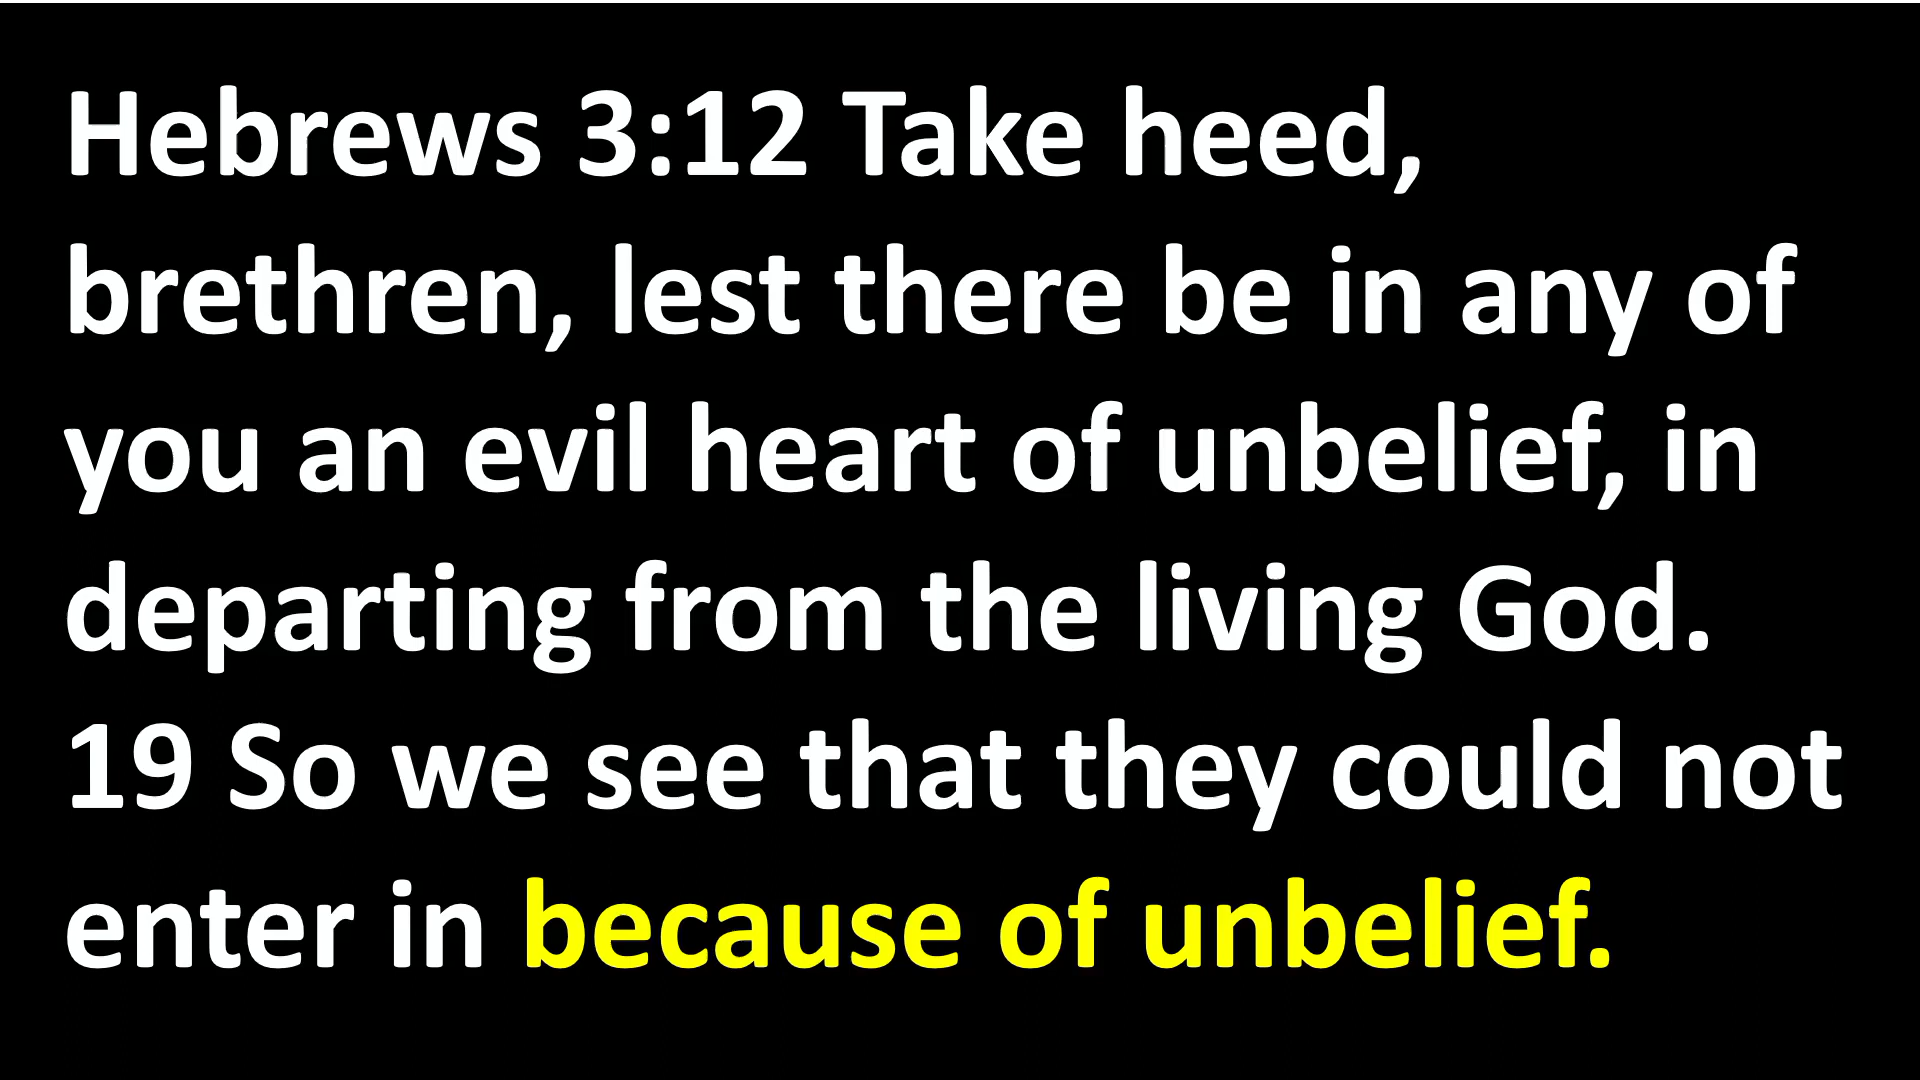 Hebrews 3:12 Take heed,
brethren, lest there be in any of
you an evil heart of unbelief, in
departing from the living God.
19 So we see that they could not
enter in because of unbelief.